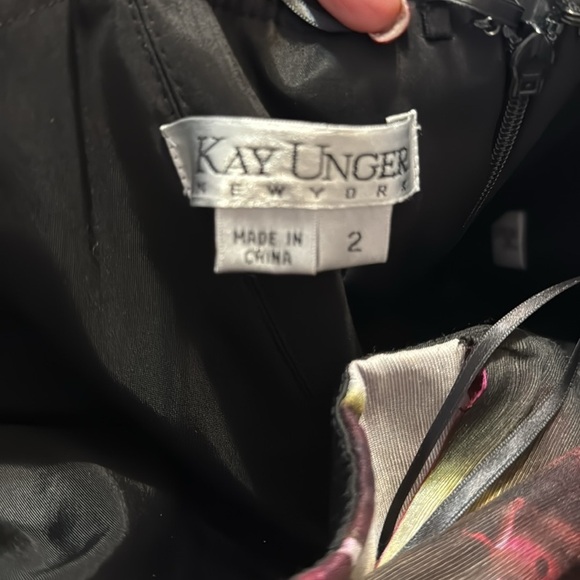 KAY UNGER
NEW YORK
MADE IN
CHINA
2